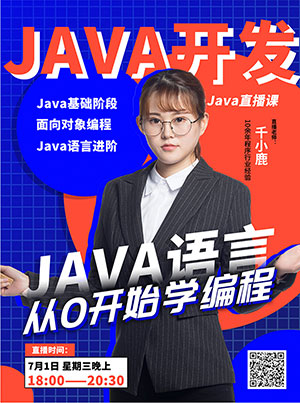 JAVA开发
Java直播课
Java基础阶段
面向对象编程
Java语言进阶
直播老师:
千小鹿
10余年程序行业经验
JAVA语言
从0开始学编程
直播时间:
7月1日 星期三晚上
18:00——20:30